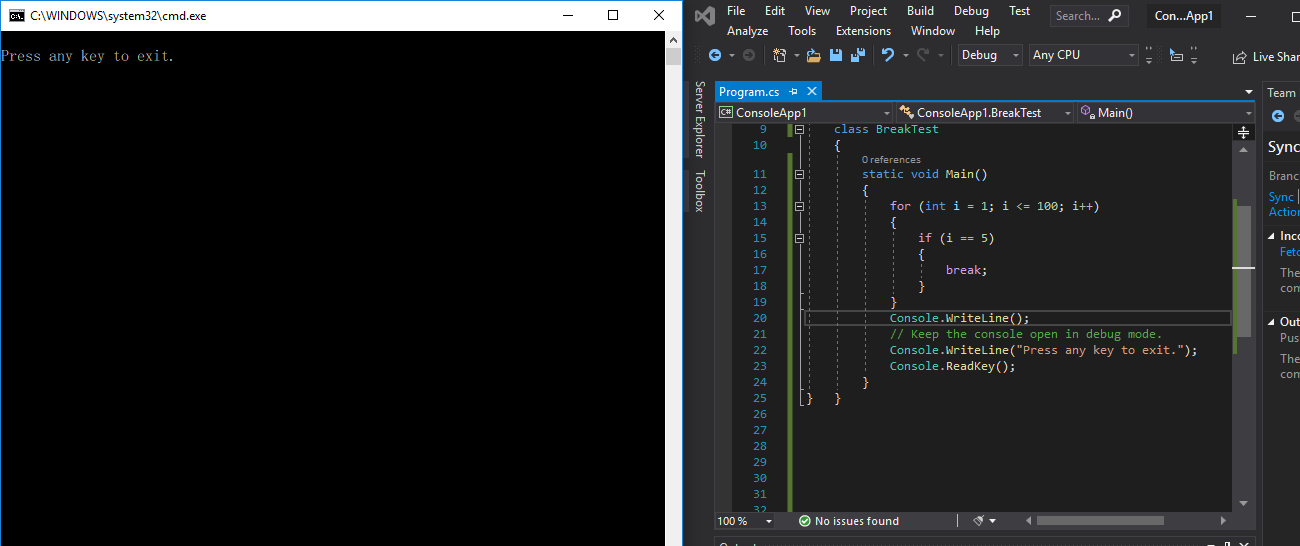 C:\WINDOWS\system32\cmd.exe
Press any key to exit.
File Edit View Project Build Debug Test Search... Con...App1
Analyze Tools Extensions Window Help
Debug Any CPU Live Shar
Server Explorer
Toolbox
Program.cs
ConsoleApp1 ConsoleApp1.BreakTest Main()
9 class BreakTest
10 {
0 references
11 static void Main()
12 {
13 for (int i = 1; i <= 100; i++)
14 {
15 if (i == 5)
16 {
17 break;
18 }
19 }
20 Console.WriteLine();
21 // Keep the console open in debug mode.
22 Console.WriteLine("Press any key to exit.");
23 Console.ReadKey();
24 }
25 } }
26
27
28
29
30
31
32
100 % No issues found
Team
Sync
Branc
Sync
Action
Inco
Fetc
The
com
Out
Pus
The
com